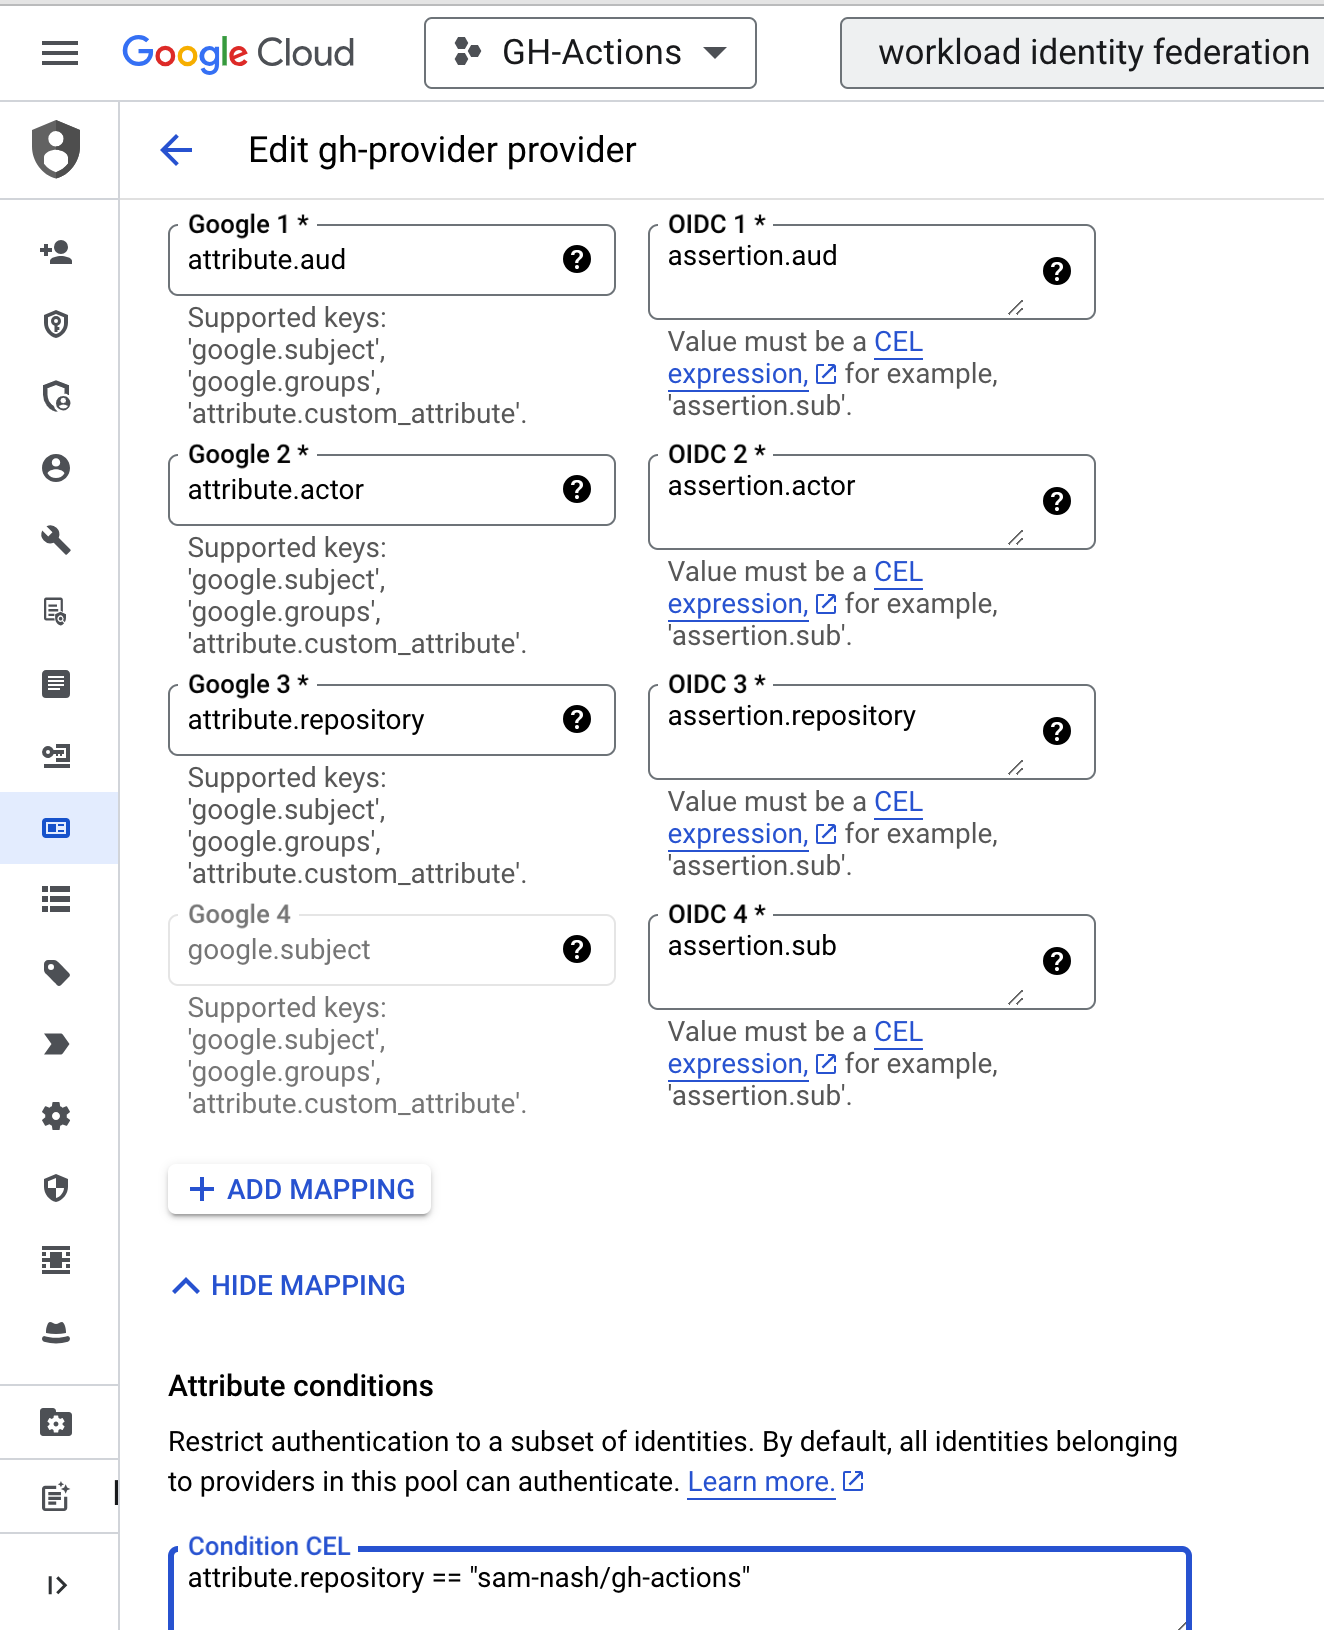 Google Cloud
GH-Actions
workload identity federation
Edit gh-provider provider
Google 1 *
attribute.aud
Supported keys:
'google.subject',
'google.groups',
'attribute.custom_attribute'.
OIDC 1 *
assertion.aud
Value must be a CEL
expression, for example,
'assertion.sub'.
Google 2 *
attribute.actor
Supported keys:
'google.subject',
'google.groups',
'attribute.custom_attribute'.
OIDC 2 *
assertion.actor
Value must be a CEL
expression, for example,
'assertion.sub'.
Google 3 *
attribute.repository
Supported keys:
'google.subject',
'google.groups',
'attribute.custom_attribute'.
OIDC 3 *
assertion.repository
Value must be a CEL
expression, for example,
'assertion.sub'.
Google 4
google.subject
Supported keys:
'google.subject',
'google.groups',
'attribute.custom_attribute'.
OIDC 4 *
assertion.sub
Value must be a CEL
expression, for example,
'assertion.sub'.
ADD MAPPING
HIDE MAPPING
Attribute conditions
Restrict authentication to a subset of identities. By default, all identities belonging
to providers in this pool can authenticate. Learn more.
Condition CEL
attribute.repository == "sam-nash/gh-actions"